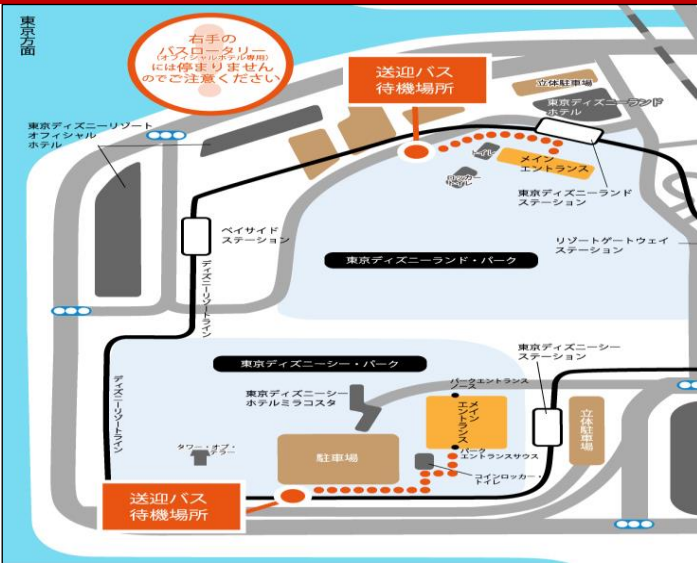 東京方面
右手の
バスロータリー
(オフィシャルホテル専用)
には停まりません
のでご注意ください
送迎バス
待機場所
立体駐車場
東京ディズニーランド
ホテル
東京ディズニーリゾート
オフィシャル
ホテル
トイレ
メイン
エントランス
ロッカー
トイレ
東京ディズニーランド
ステーション
ベイサイド
ステーション
リゾートゲートウェイ
ステーション
東京ディズニーランド・パーク
ディズニーリゾートライン
東京ディズニーシー
ステーション
東京ディズニーシー・パーク
ディズニーリゾートライン
パークエントランス
ノース
東京ディズニーシー
ホテルミラコスタ
メイン
エントランス
立体駐車場
タワー・オブ・
テラー
駐車場
パーク
エントランスサウス
コインロッカー・
トイレ
送迎バス
待機場所